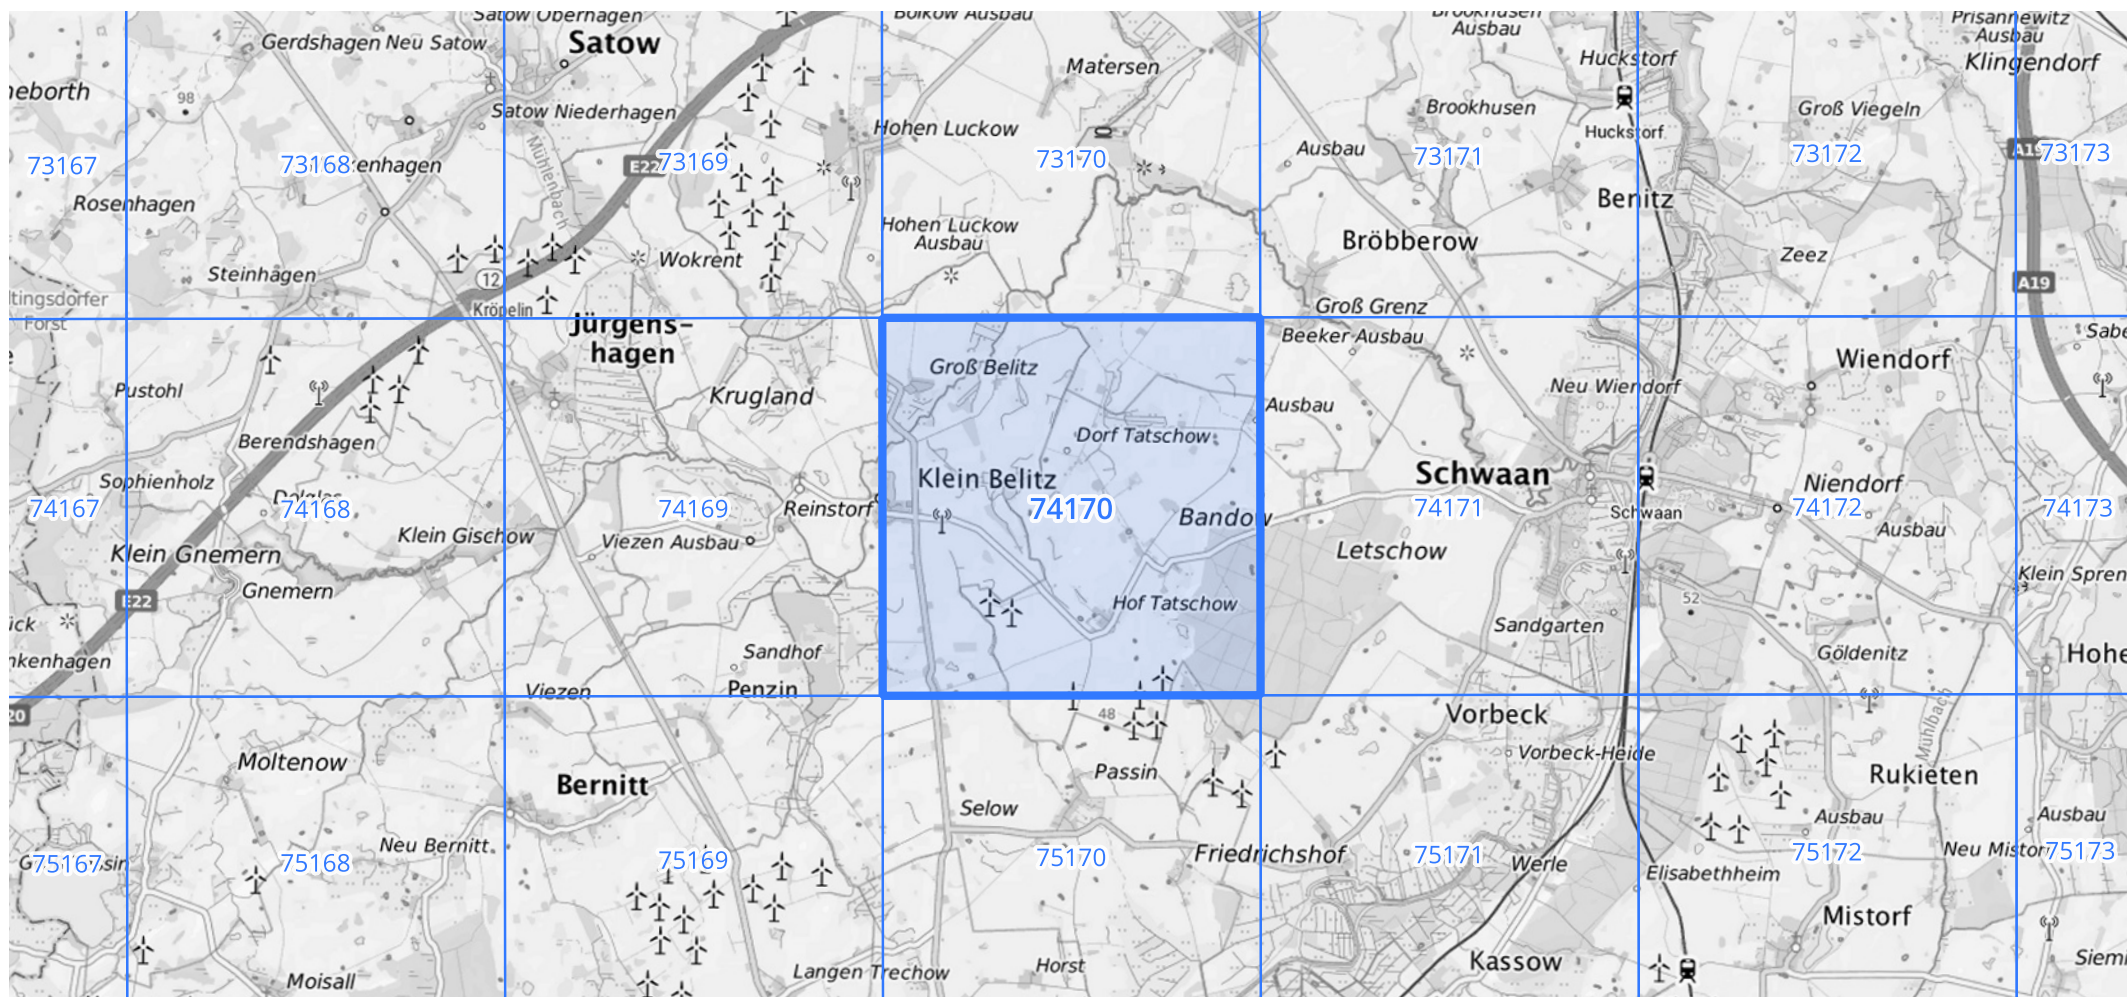 Satow Oberhagen
Bolkow Ausbau
Brookhusen
Ausbau
Prisannewitz
Ausbau
Gerdshagen
Neu Satow
Satow
Matersen
Huckstorf
Klingendorf
98
Satow Niederhagen
Hohen Luckow
Brookhusen
Huckstorf
Groß Viegeln
73167
73168
E22
73169
73170
Ausbau
73171
73172
73173
Mühlenbach
Rosenhagen
Hohen Luckow
Ausbau
Benitz
Bröbberow
Zeez
Steinhagen
12
Wokrent
A19
Kröpelin
Forst
Groß Grenz
Jürgens-
hagen
Beeker Ausbau
Groß Belitz
Wiendorf
Pustohl
Krugland
Ausbau
Neu Wiendorf
Berendshagen
Dorf Tatschow
Sophienholz
Klein Belitz
Schwaan
Niendorf
74167
74168
74169
Reinstorf
74170
Bandow
74171
Schwaan
74172
74173
Klein Gischow
Viezen Ausbau
Letschow
Ausbau
Klein Gnemern
Gnemern
E22
Hof Tatschow
52
Sandgarten
Sandhof
Göldenitz
Viezen
Penzin
48
Vorbeck
Mühlbach
Moltenow
Bernitt
Passin
Vorbeck-Heide
Rukieten
Selow
Ausbau
Ausbau
Neu Bernitt
75167
75168
75169
75170
Friedrichshof
75171
Werle
75172
75173
Elisabethheim
Mistorf
Moisall
Langen Trechow
Horst
Kassow